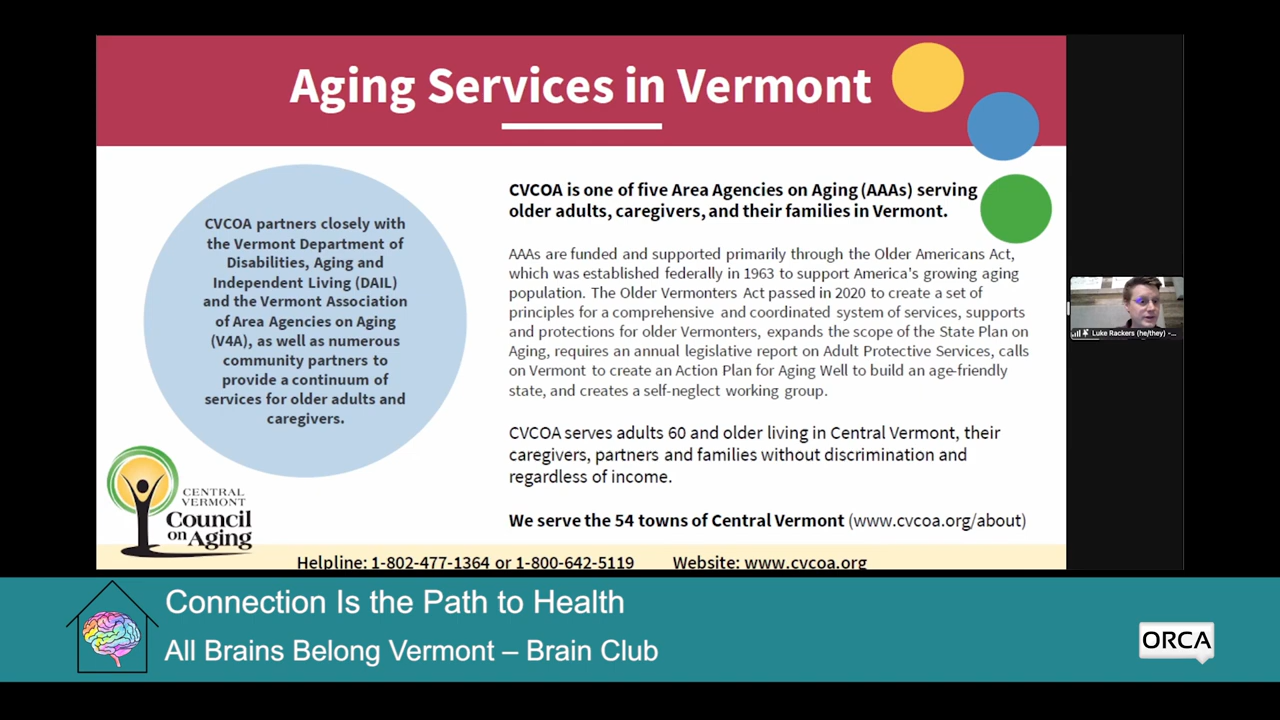 Aging Services in Vermont
CVCOA partners closely with
the Vermont Department of
Disabilities, Aging and
Independent Living (DAIL)
and the Vermont Association
of Area Agencies on Aging
(V4A), as well as numerous
community partners to
provide a continuum of
services for older adults and
caregivers.
CVCOA is one of five Area Agencies on Aging (AAAs) serving
older adults, caregivers, and their families in Vermont.
AAAs are funded and supported primarily through the Older Americans Act,
which was established federally in 1963 to support America's growing aging
population. The Older Vermonters Act passed in 2020 to create a set of
principles for a comprehensive and coordinated system of services, supports
and protections for older Vermonters, expands the scope of the State Plan on
Aging, requires an annual legislative report on Adult Protective Services, calls
on Vermont to create an Action Plan for Aging Well to build an age-friendly
state, and creates a self-neglect working group.
CVCOA serves adults 60 and older living in Central Vermont, their
caregivers, partners and families without discrimination and
regardless of income.
We serve the 54 towns of Central Vermont (www.cvcoa.org/about)
CENTRAL
VERMONT
Council
on Aging
Helpline: 1-802-477-1364 or 1-800-642-5119 Website: www.cvcoa.org
Luke Rackers (he/they) -...
Connection Is the Path to Health
All Brains Belong Vermont – Brain Club
ORCA